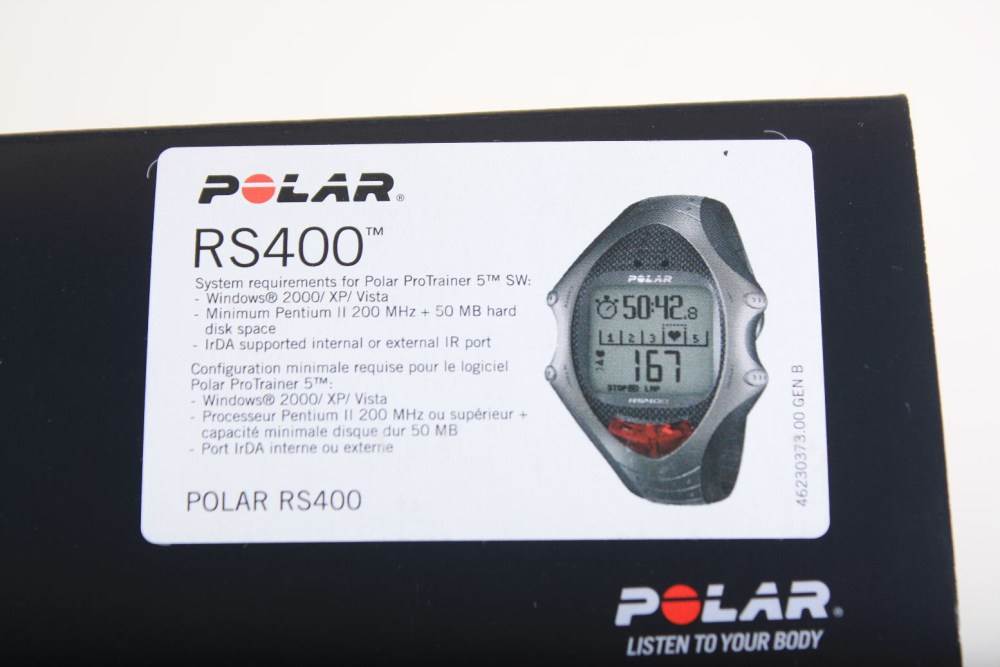 POLAR®
RS400™
System requirements for Polar ProTrainer 5™ SW:
- Windows® 2000/ XP/ Vista
- Minimum Pentium II 200 MHz + 50 MB hard
disk space
- IrDA supported internal or external IR port
Configuration minimale requise pour le logiciel
Polar ProTrainer 5™:
- Windows® 2000/ XP/ Vista
- Processeur Pentium II 200 MHz ou supérieur +
capacité minimale disque dur 50 MB
- Port IrDA interne ou externe
POLAR RS400
POLAR
50:42.8
1 2 3 ♥ 5
167
STOPED LAP
RS400
46230373.00 GEN B
POLAR®
LISTEN TO YOUR BODY